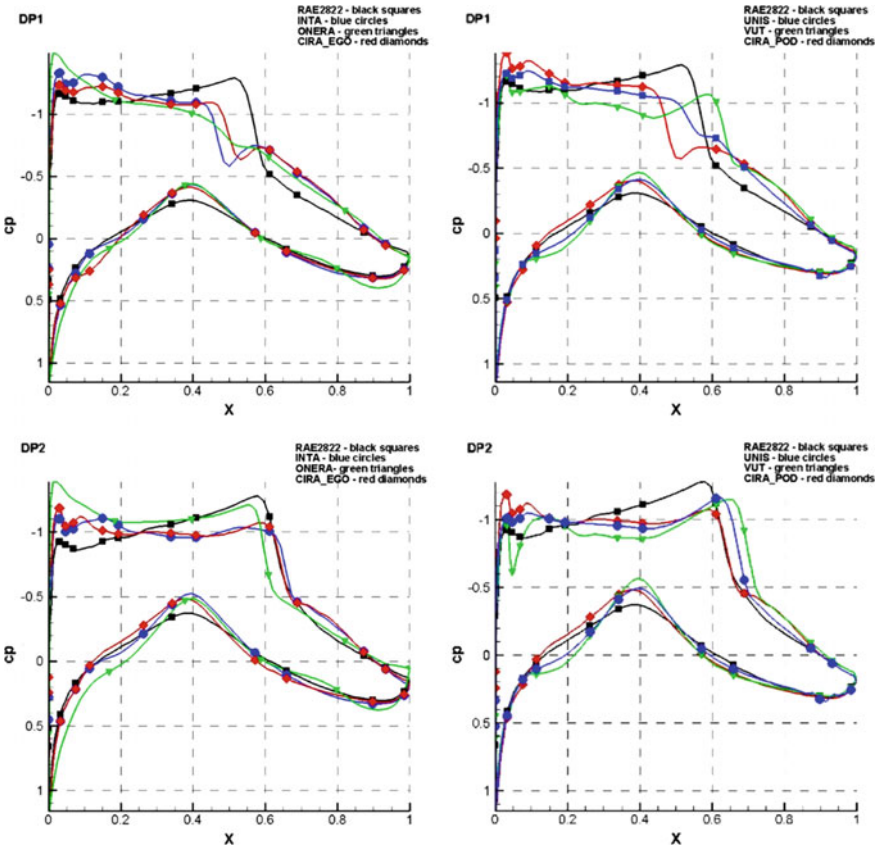 DP1
RAE2822 - black squares
INTA - blue circles
ONERA- green triangles
CIRA_EGO - red diamonds
-1
-0.5
0
0.5
1
cp
0
0.2
0.4
0.6
0.8
1
X
DP1
RAE2822 - black squares
UNIS - blue circles
VUT - green triangles
CIRA_POD - red diamonds
-1
-0.5
0
0.5
1
cp
0
0.2
0.4
0.6
0.8
1
X
DP2
RAE2822 - black squares
INTA - blue circles
ONERA- green triangles
CIRA_EGO - red diamonds
-1
-0.5
0
0.5
1
cp
0
0.2
0.4
0.6
0.8
1
X
DP2
RAE2822 - black squares
UNIS - blue circles
VUT - green triangles
CIRA_POD - red diamonds
-1
-0.5
0
0.5
1
cp
0
0.2
0.4
0.6
0.8
1
X